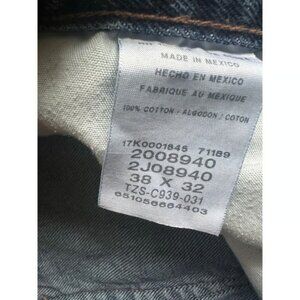 MADE IN MEXICO
HECHO EN MEXICO
FABRIQUE AU MEXIQUE
100% COTTON - ALGODON / COTON
17K0001845 71189
2008940
2J08940
38 X 32
TZS-C939-031
651056664403